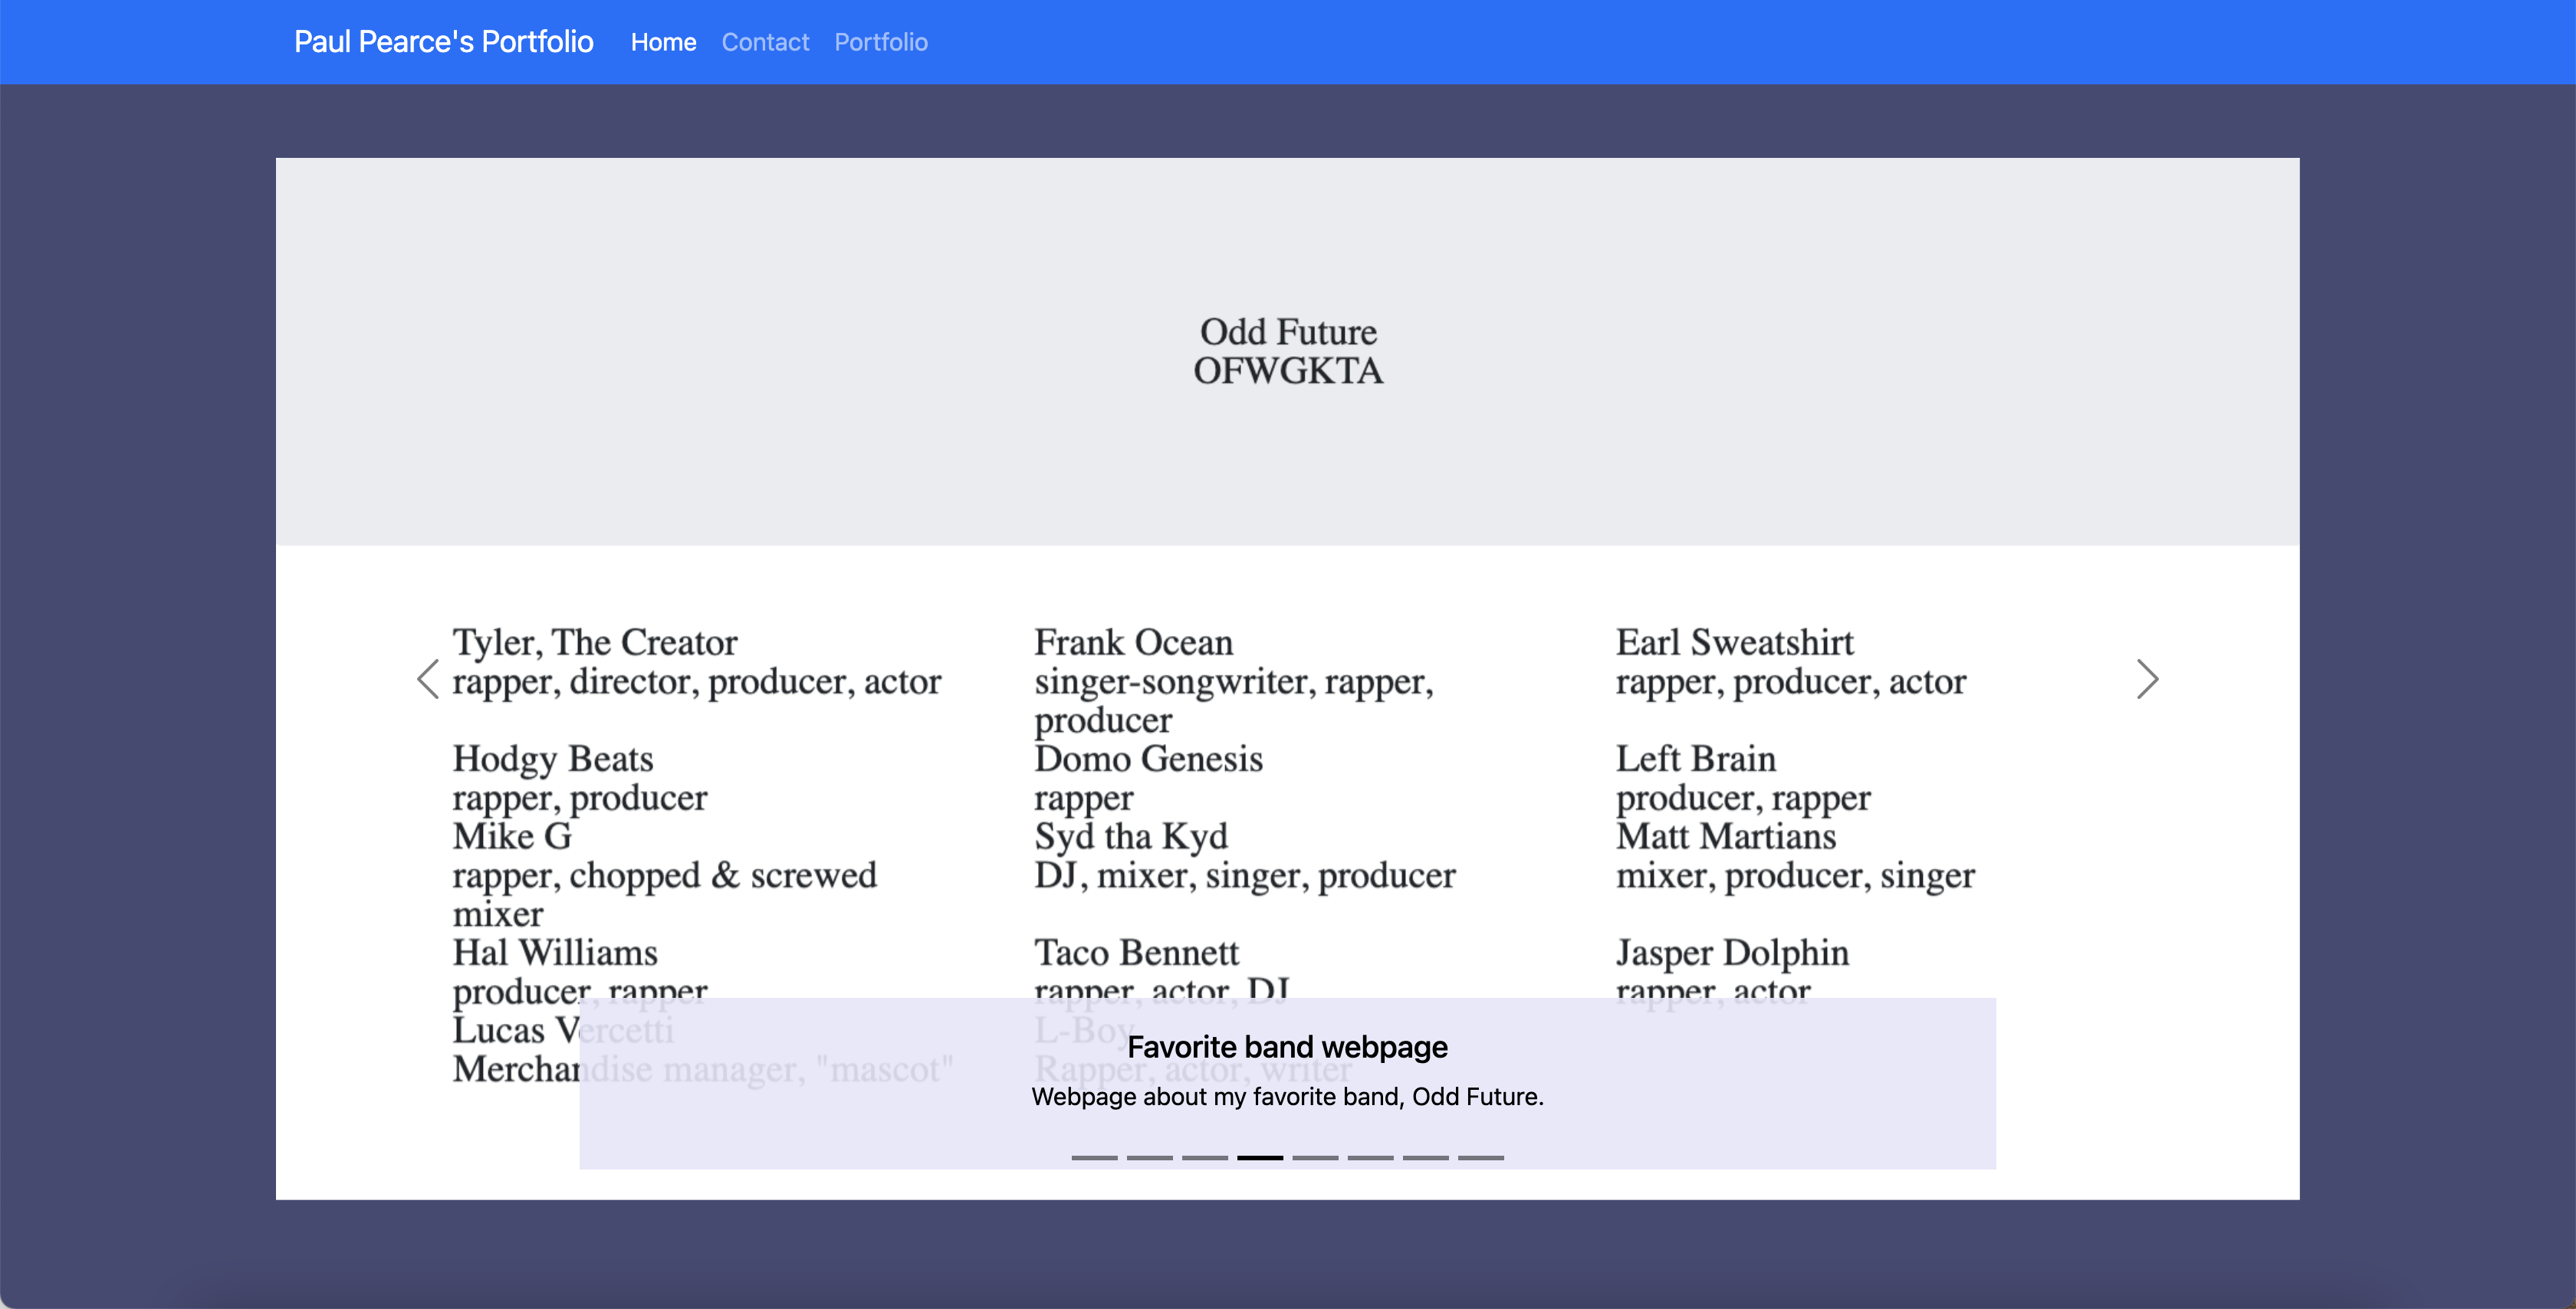 Paul Pearce's Portfolio Home Contact Portfolio
Odd Future
OFWGKTA
Tyler, The Creator
rapper, director, producer, actor
Frank Ocean
singer-songwriter, rapper,
producer
Earl Sweatshirt
rapper, producer, actor
Hodgy Beats
rapper, producer
Domo Genesis
rapper
Left Brain
producer, rapper
Mike G
rapper, chopped & screwed
mixer
Syd tha Kyd
DJ, mixer, singer, producer
Matt Martians
mixer, producer, singer
Hal Williams
producer, rapper
Taco Bennett
rapper, actor, DJ
Jasper Dolphin
rapper, actor
Lucas Vercetti
Merchandise manager, "mascot"
L-Boy
Rapper, actor, writer
Favorite band webpage
Webpage about my favorite band, Odd Future.